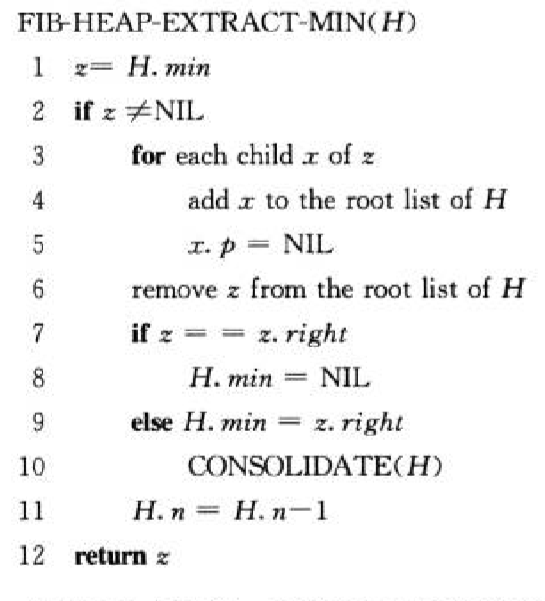 FIB-HEAP-EXTRACT-MIN(H)
1 z= H. min
2 if z ≠NIL
3 for each child x of z
4 add x to the root list of H
5 x. p = NIL
6 remove z from the root list of H
7 if z = = z. right
8 H. min = NIL
9 else H. min = z. right
10 CONSOLIDATE(H)
11 H. n = H. n−1
12 return z